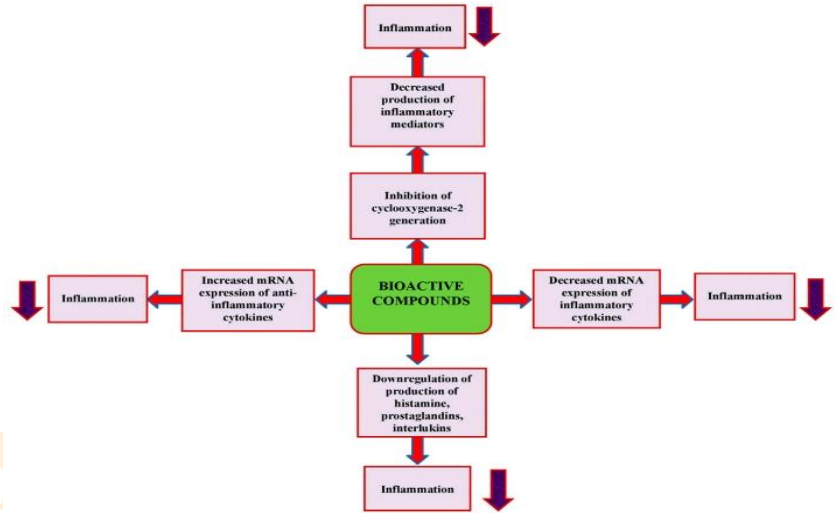 Inflammation
Decreased
production of
inflammatory
mediators
Inhibition of
cyclooxygenase-2
generation
Inflammation
Increased mRNA
expression of anti-
inflammatory
cytokines
BIOACTIVE
COMPOUNDS
Decreased mRNA
expression of
inflammatory
cytokines
Inflammation
Downregulation of
production of
histamine,
prostaglandins,
interlukins
Inflammation